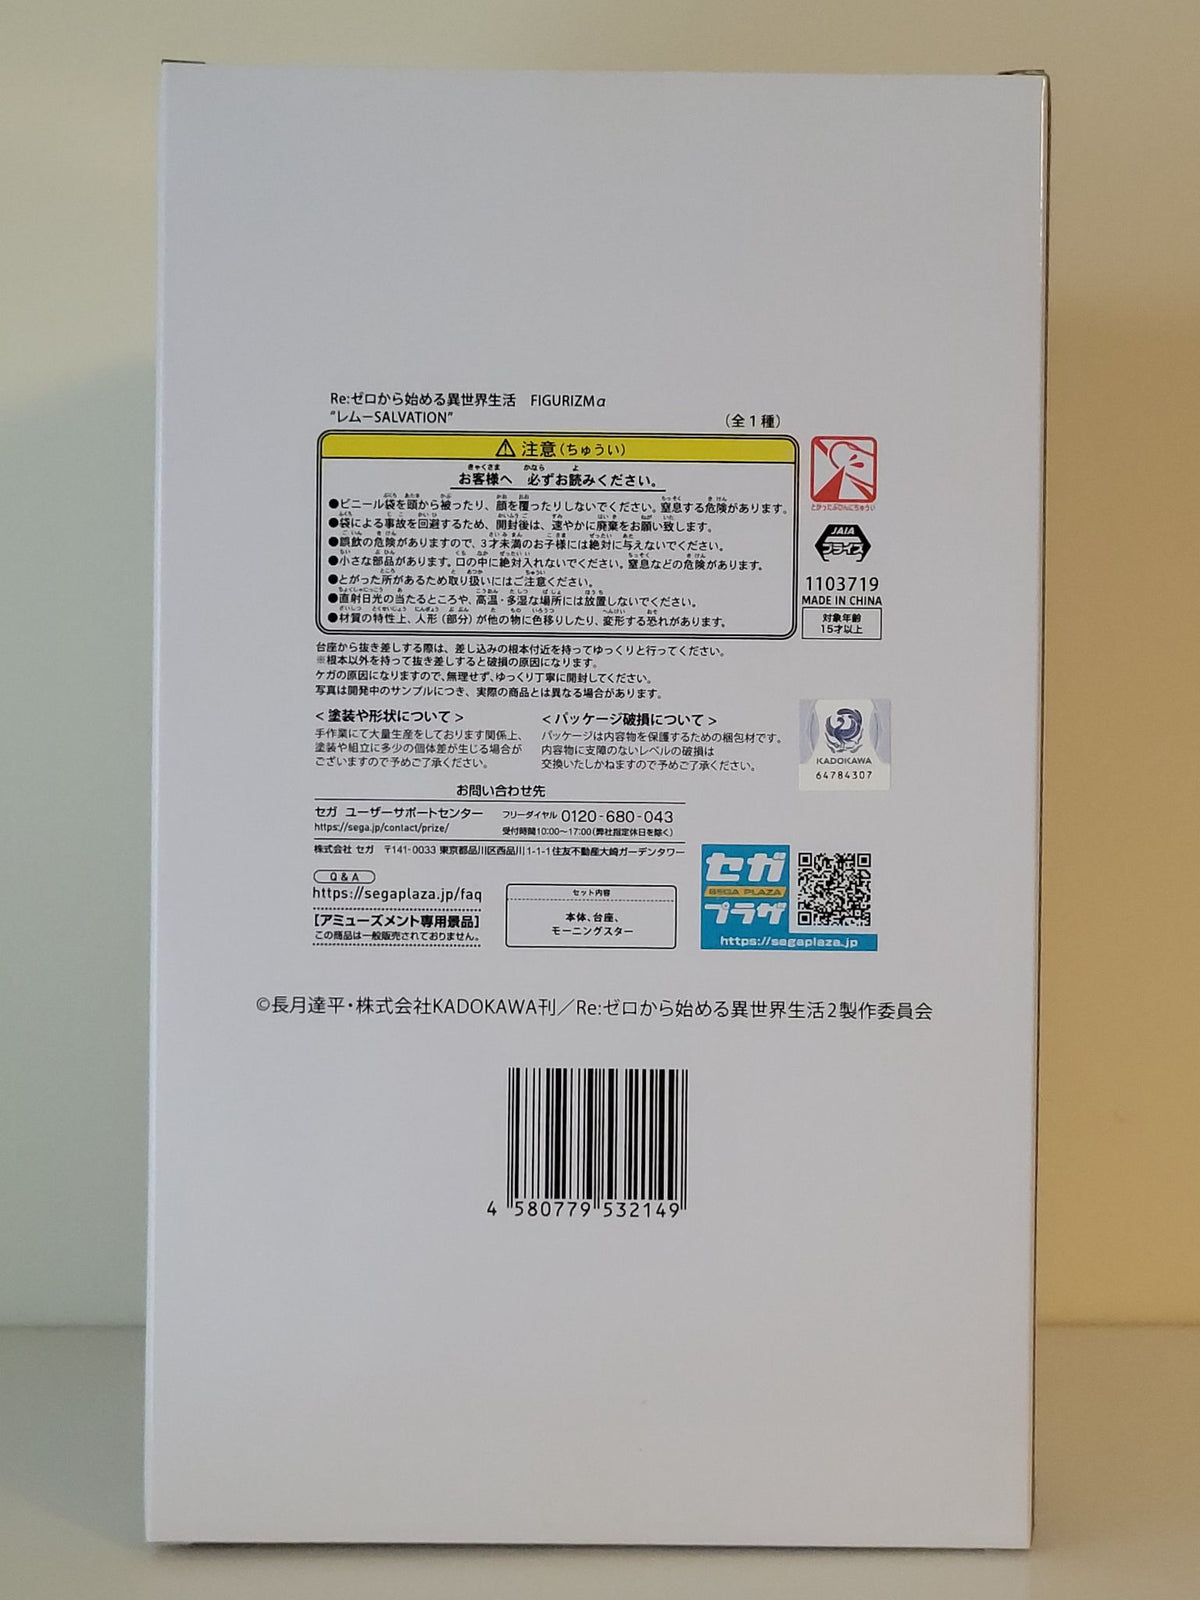 Re:ゼロから始める異世界生活　FIGURIZMα
“レムーSALVATION”
（全１種）
注意（ちゅうい）
お客様へ　必ずお読みください。
●ビニール袋を頭から被ったり、顔を覆ったりしないでください。窒息する危険があります。
●袋による事故を回避するため、開封後は、速やかに廃棄をお願い致します。
●誤飲の危険がありますので、３才未満のお子様には絶対に与えないでください。
●小さな部品があります。口の中に絶対入れないでください。窒息などの危険があります。
●とがった所があるため取り扱いにはご注意ください。
●直射日光の当たるところや、高温・多湿な場所には放置しないでください。
●材質の特性上、人形（部分）が他の物に色移りしたり、変形する恐れがあります。
とがったぶひんにちゅうい
JAIA
プライズ
1103719
MADE IN CHINA
対象年齢
15才以上
台座から抜き差しする際は、差し込みの根本付近を持ってゆっくりと行ってください。
※根本以外を持って抜き差しすると破損の原因になります。
ケガの原因になりますので、無理せず、ゆっくり丁寧に開封してください。
写真は開発中のサンプルにつき、実際の商品とは異なる場合があります。
＜塗装や形状について＞
手作業にて大量生産をしております関係上、
塗装や組立に多少の個体差が生じる場合が
ございますので予めご了承ください。
＜パッケージ破損について＞
パッケージは内容物を保護するための梱包材です。
内容物に支障のないレベルの破損は
交換いたしかねますので予めご了承ください。
KADOKAWA
64784307
お問い合わせ先
セガ ユーザーサポートセンター
https://sega.jp/contact/prize/
フリーダイヤル 0120-680-043
受付時間10:00～17:00（弊社指定休日を除く）
株式会社 セガ　〒141-0033 東京都品川区西品川1-1-1住友不動産大崎ガーデンタワー
Q & A
https://segaplaza.jp/faq
【アミューズメント専用景品】
この商品は一般販売されておりません。
セット内容
本体、台座、
モーニングスター
セガ
SEGA PLAZA
プラザ
https://segaplaza.jp
©長月達平・株式会社KADOKAWA刊／Re:ゼロから始める異世界生活2製作委員会
4 580779 532149